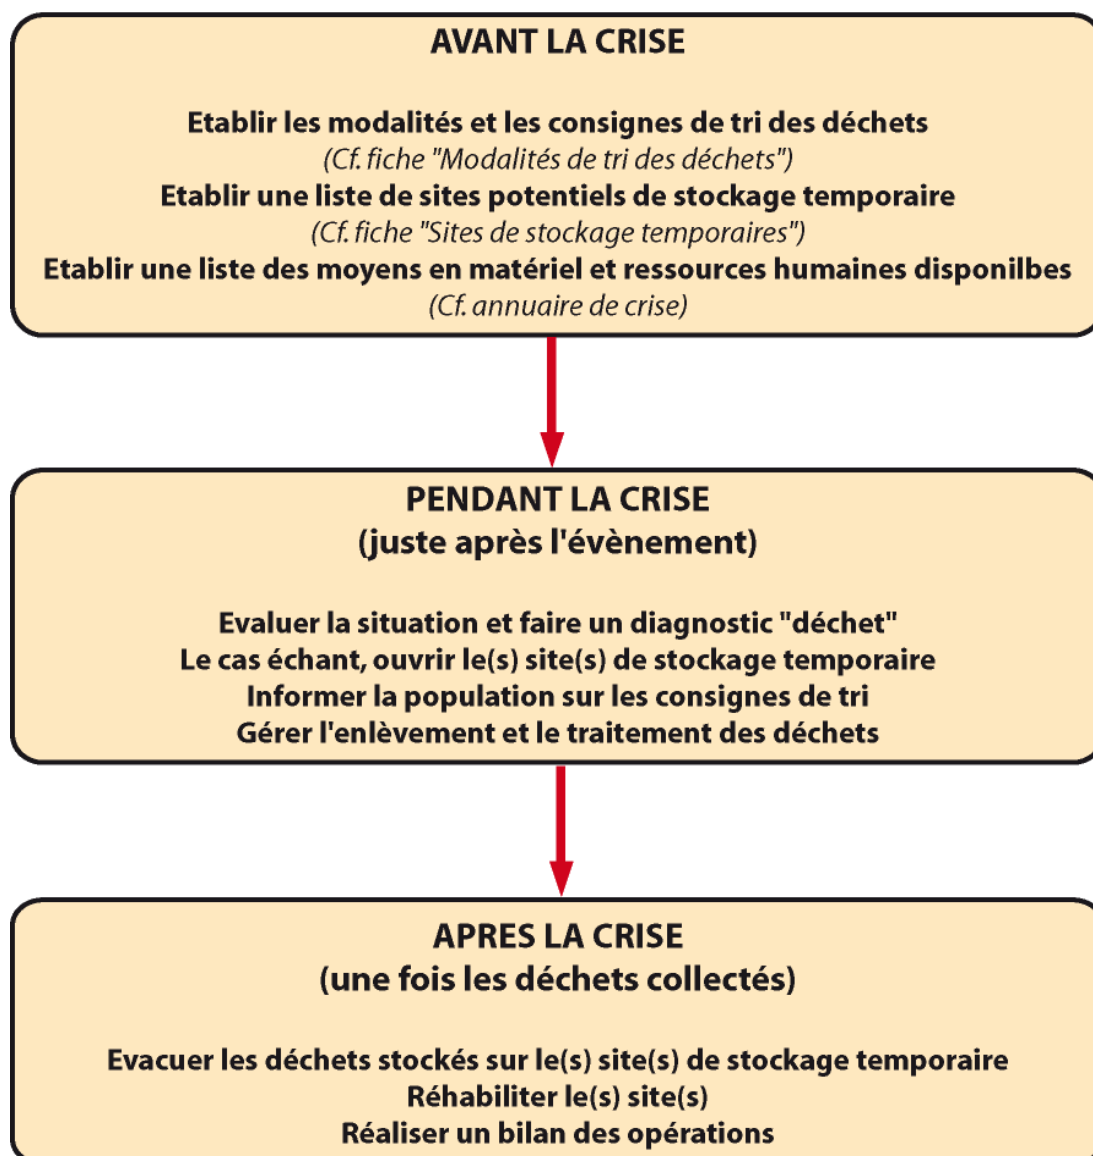 AVANT LA CRISE
Etablir les modalités et les consignes de tri des déchets
(Cf. fiche "Modalités de tri des déchets")
Etablir une liste de sites potentiels de stockage temporaire
(Cf. fiche "Sites de stockage temporaires")
Etablir une liste des moyens en matériel et ressources humaines disponilbes
(Cf. annuaire de crise)
PENDANT LA CRISE
(juste après l'évènement)
Evaluer la situation et faire un diagnostic "déchet"
Le cas échant, ouvrir le(s) site(s) de stockage temporaire
Informer la population sur les consignes de tri
Gérer l'enlèvement et le traitement des déchets
APRES LA CRISE
(une fois les déchets collectés)
Evacuer les déchets stockés sur le(s) site(s) de stockage temporaire
Réhabiliter le(s) site(s)
Réaliser un bilan des opérations